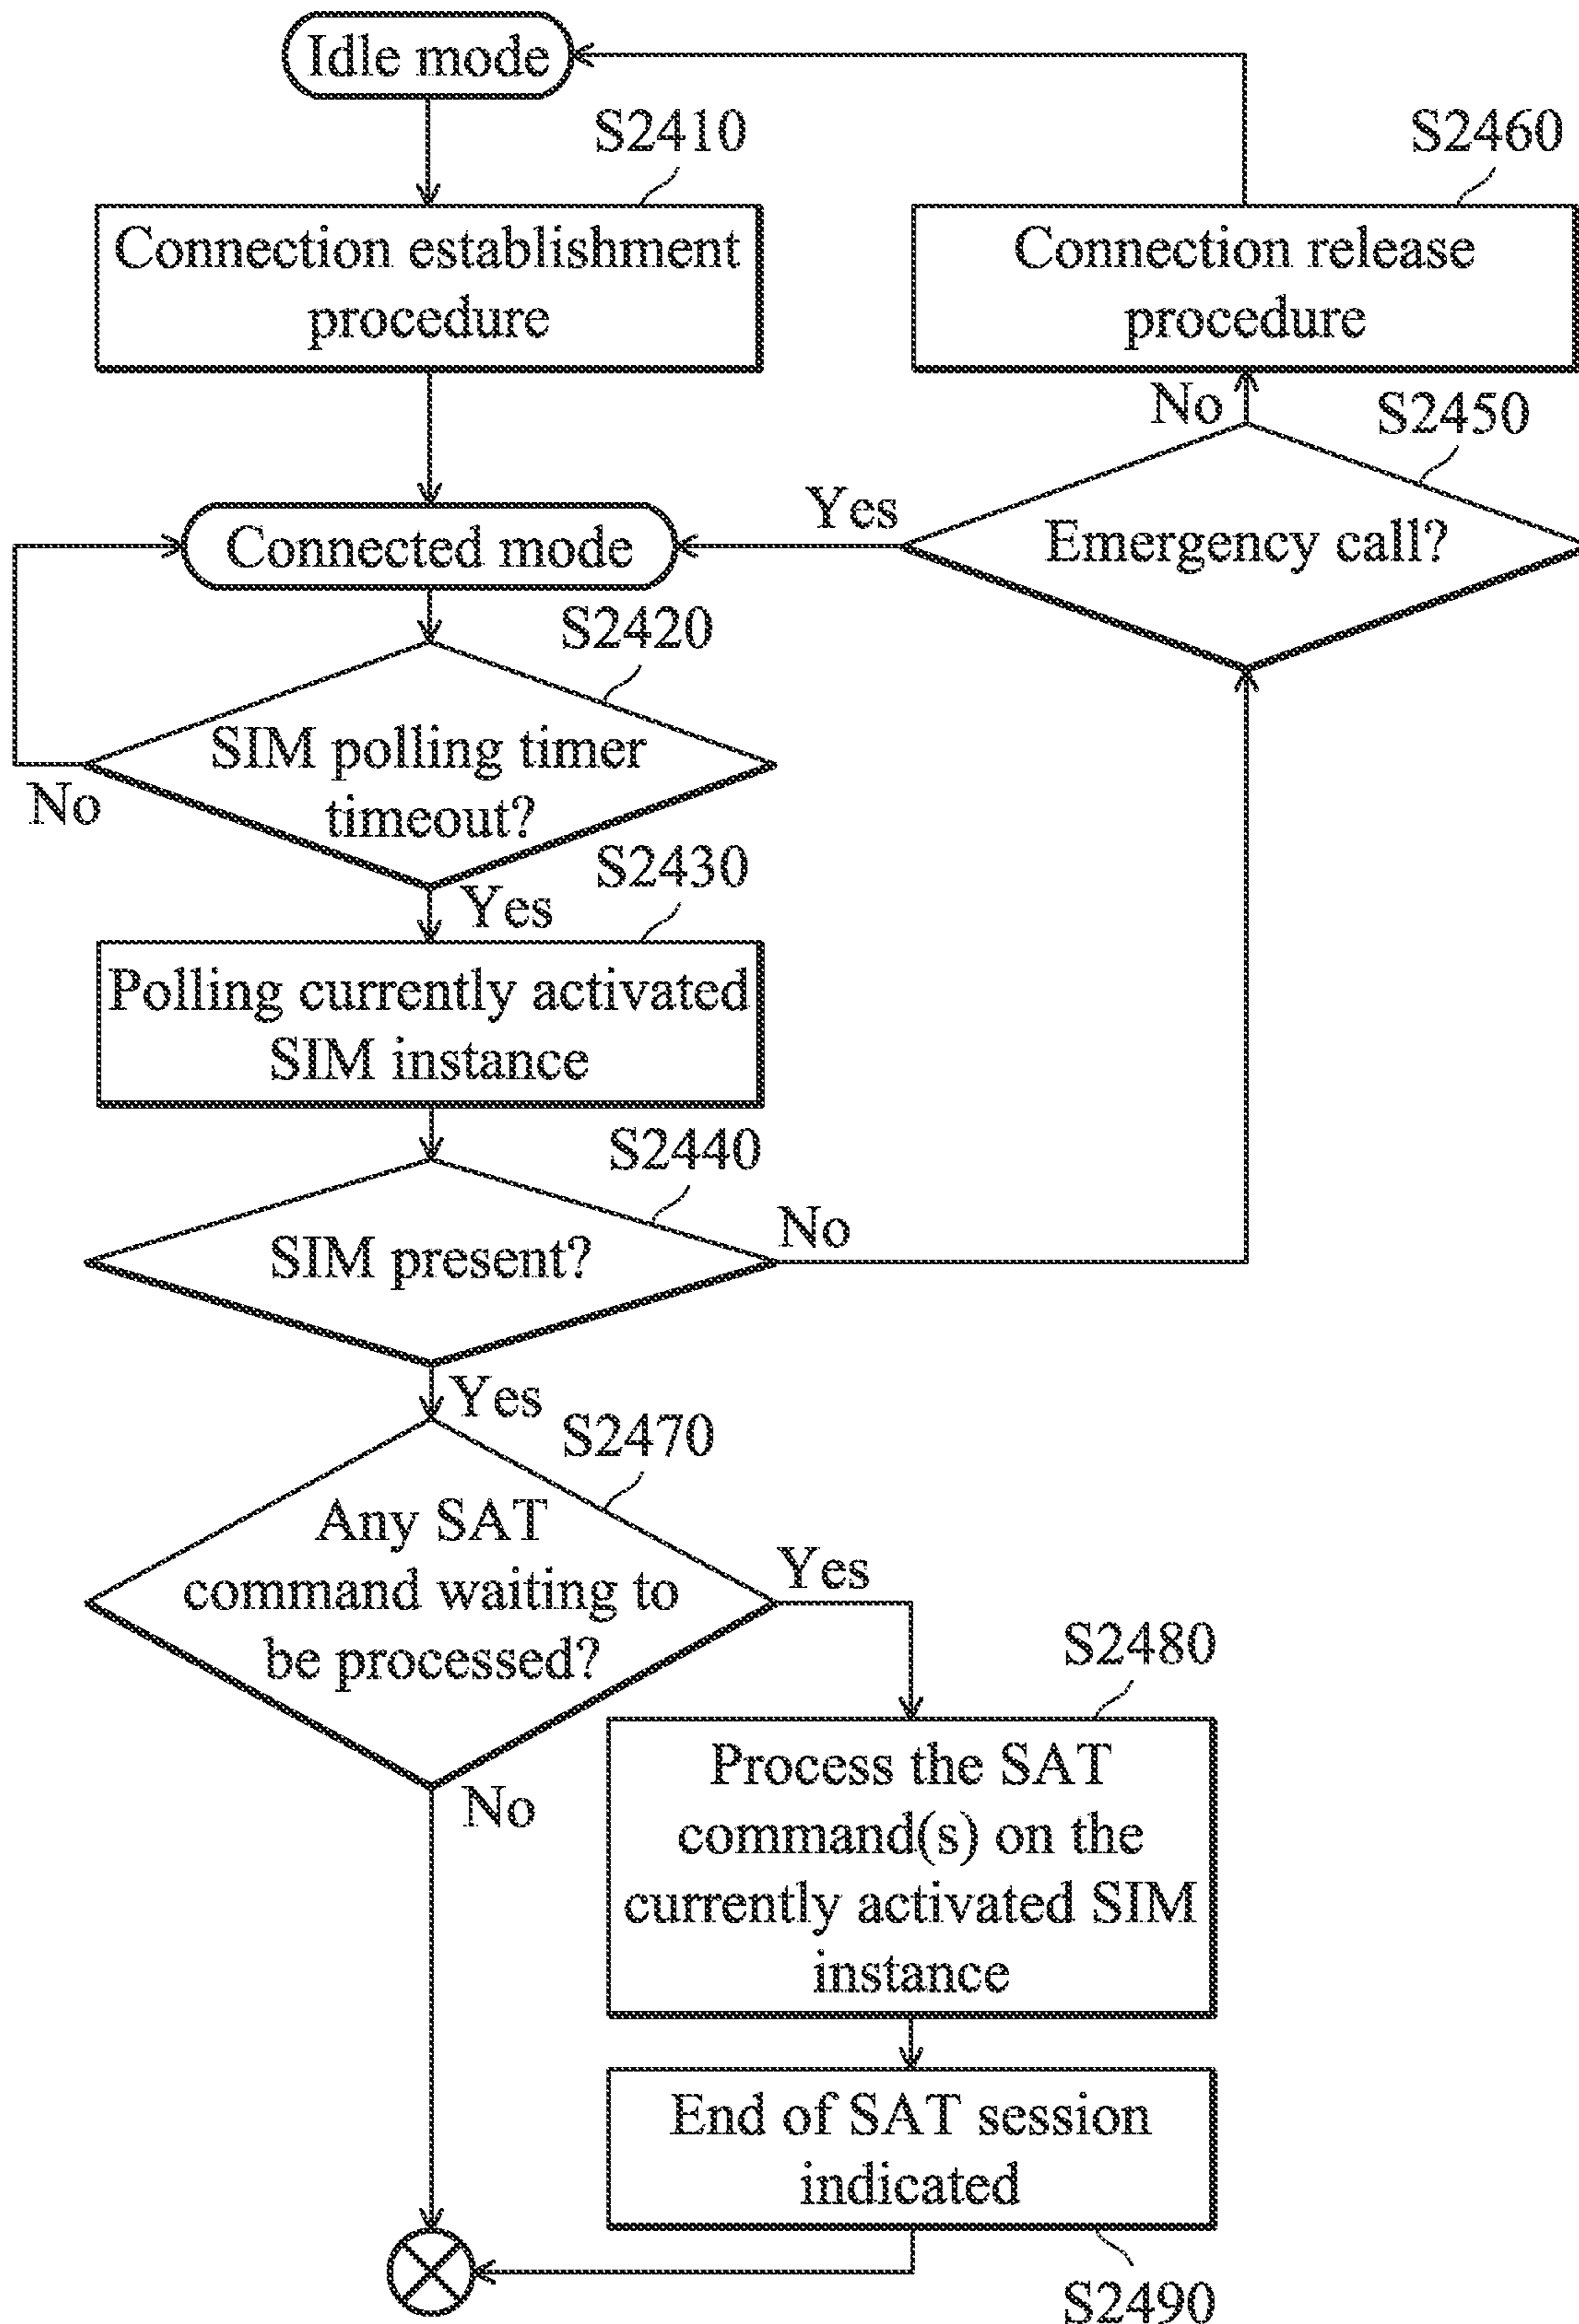 Idle mode
S2410
S2460
Connection establishment
procedure
Connection release
procedure
No
S2450
Yes
Connected mode
Emergency call?
S2420
SIM polling timer
timeout?
No
S2430
Yes
Polling currently activated
SIM instance
S2440
No
SIM present?
Yes
S2470
Any SAT
command waiting to
be processed?
Yes
S2480
No
Process the SAT
command(s) on the
currently activated SIM
instance
End of SAT session
indicated
S2490